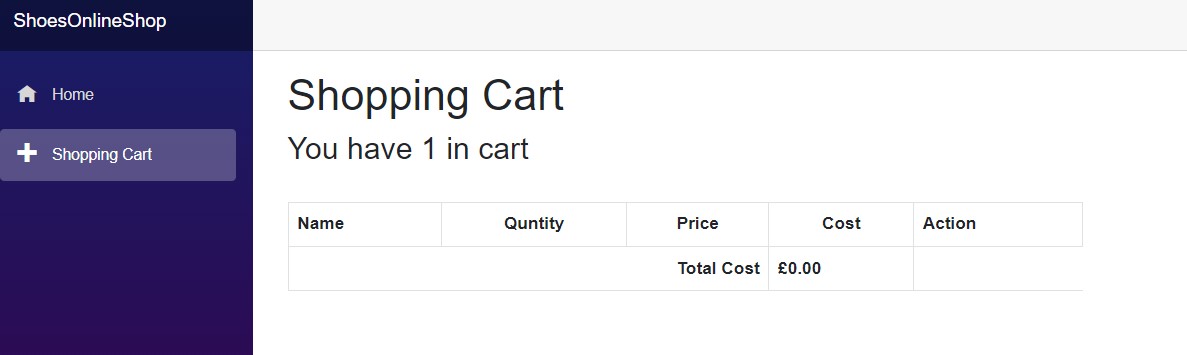 ShoesOnlineShop
Home
Shopping Cart
Shopping Cart
You have 1 in cart
Name Quntity Price Cost Action
Total Cost £0.00